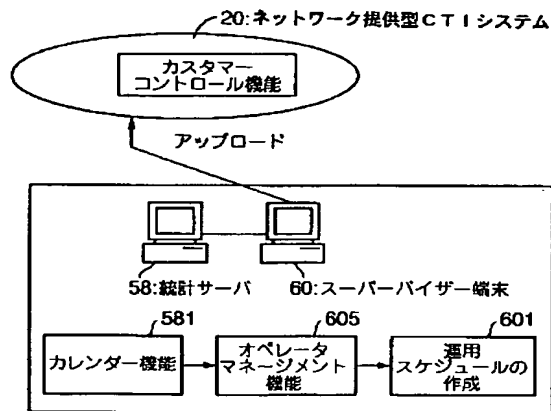 20:ネットワーク提供型CTIシステム
カスタマー
コントロール機能
アップロード
58:統計サーバ
60:スーパーバイザー端末
581
605
601
カレンダー機能
オペレータ
マネージメント
機能
運用
スケジュールの
作成